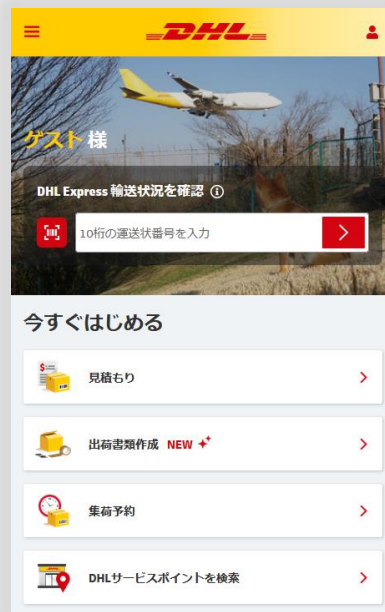 DHL
ゲスト 様
DHL Express 輸送状況を確認
10桁の運送状番号を入力
今すぐはじめる
見積もり
出荷書類作成 NEW
集荷予約
DHLサービスポイントを検索